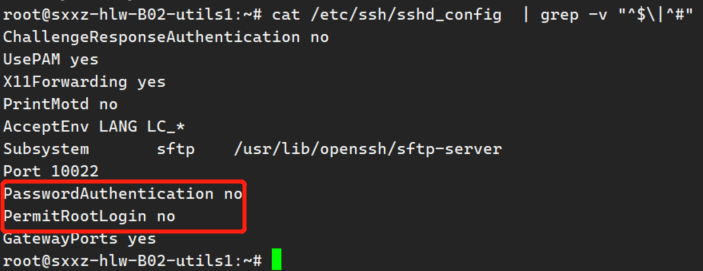 root@sxxz-hlw-B02-utils1:~# cat /etc/ssh/sshd_config  | grep -v "^$\|^#"
ChallengeResponseAuthentication no
UsePAM yes
X11Forwarding yes
PrintMotd no
AcceptEnv LANG LC_*
Subsystem       sftp    /usr/lib/openssh/sftp-server
Port 10022
PasswordAuthentication no
PermitRootLogin no
GatewayPorts yes
root@sxxz-hlw-B02-utils1:~#